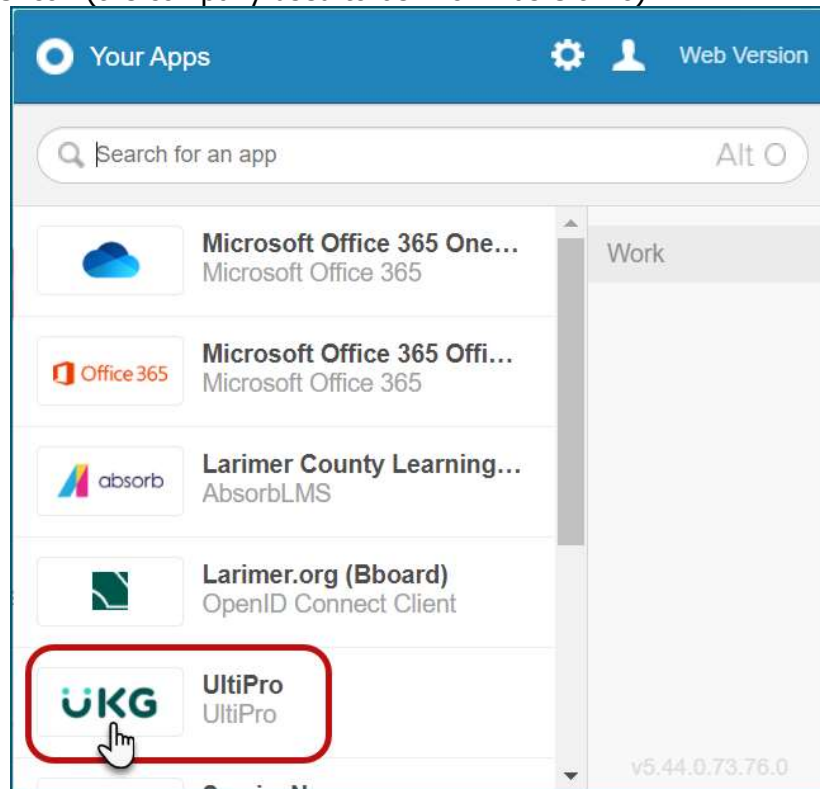 Your Apps
Web Version
Search for an app
Alt O
Microsoft Office 365 One...
Microsoft Office 365
Work
Office 365
Microsoft Office 365 Offi...
Microsoft Office 365
absorb
Larimer County Learning...
AbsorbLMS
Larimer.org (Bboard)
OpenID Connect Client
UKG
UltiPro
UltiPro
v5.44.0.73.76.0